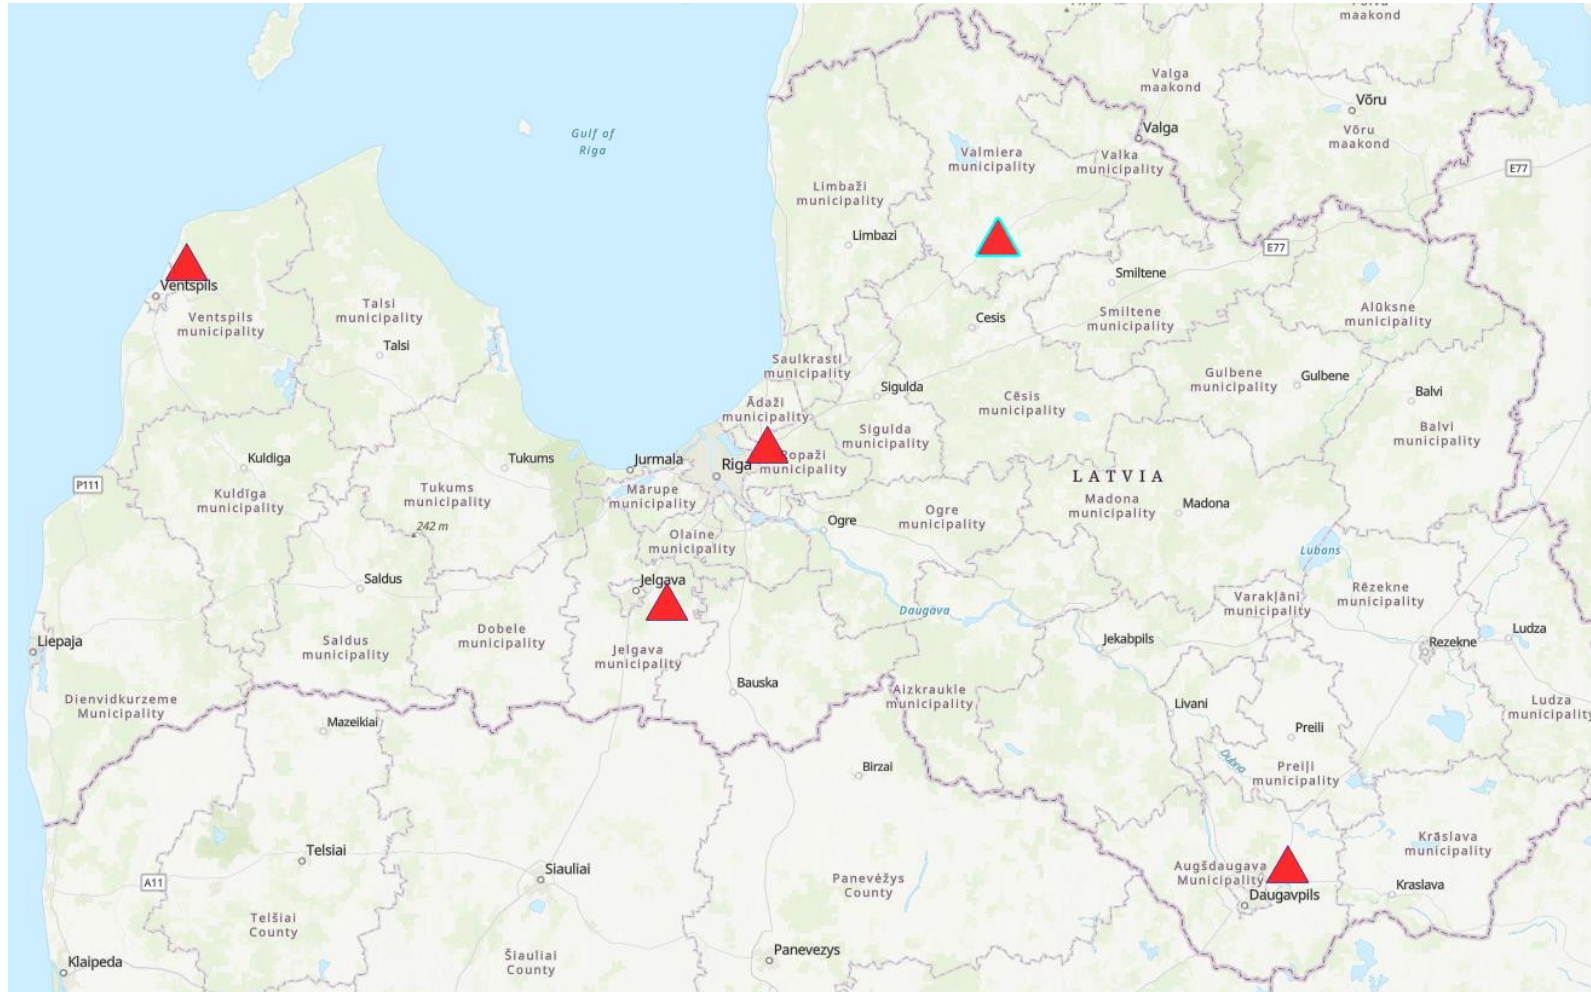 maakond
Valga
maakond
Võru
Võru
maakond
Valga
E77
Gulf of
Riga
Valmiera
municipality
Valka
municipality
Limbaži
municipality
Limbazi
E77
Smiltene
Ventspils
Ventspils
municipality
Talsi
municipality
Talsi
Cesis
Smiltene
municipality
Alūksne
municipality
Saulkrasti
municipality
Sigulda
Gulbene
municipality
Gulbene
Balvi
Ādaži
municipality
Cēsis
municipality
Sigulda
municipality
Balvi
municipality
Kuldiga
Tukums
Jurmala
Riga
Ropaži
municipality
LATVIA
P111
Kuldīga
municipality
Tukums
municipality
Mārupe
municipality
Madona
municipality
Madona
242 m
Ogre
Ogre
municipality
Olaine
municipality
Lubans
Saldus
Jelgava
Daugava
Varakļāni
municipality
Rēzekne
municipality
Liepaja
Saldus
municipality
Dobele
municipality
Jelgava
municipality
Jekabpils
Rezekne
Ludza
Dienvidkurzeme
Municipality
Bauska
Aizkraukle
municipality
Livani
Ludza
municipality
Mazeikiai
Preili
Birzai
Dubna
Preiļi
municipality
Telsiai
Siauliai
A11
Panevėžys
County
Augšdaugava
Municipality
Daugavpils
Krāslava
municipality
Kraslava
Telšiai
County
Klaipeda
Šiauliai
County
Panevezys